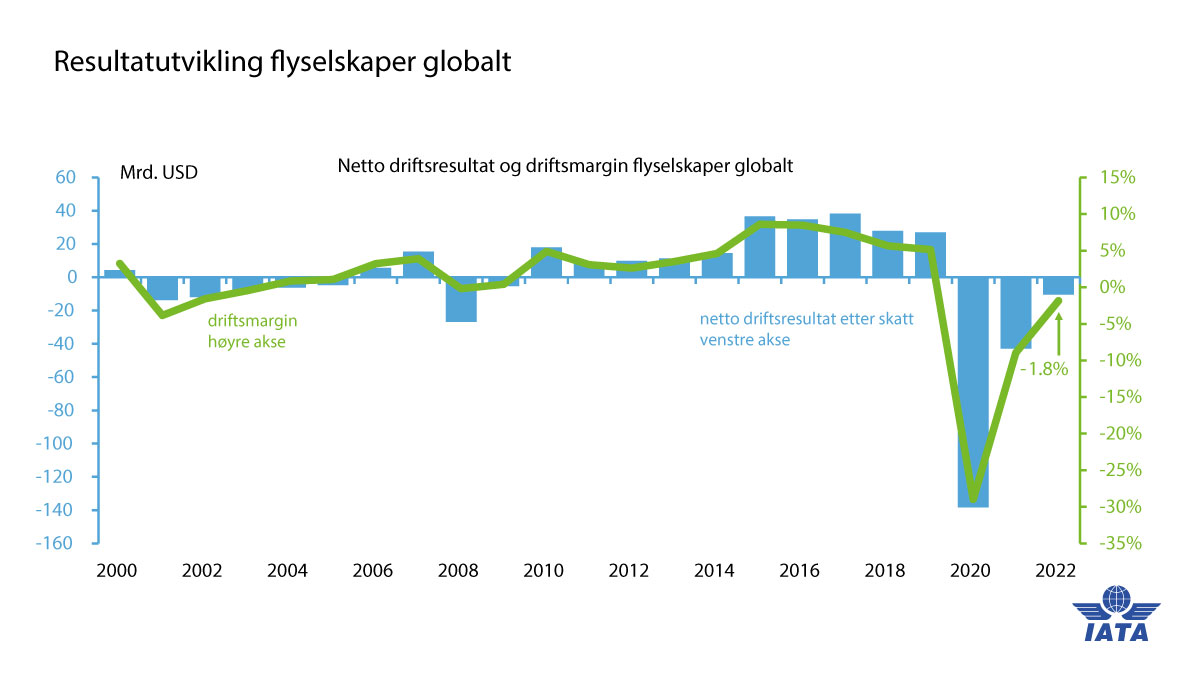 Resultatutvikling flyselskaper globalt
Mrd. USD
Netto driftsresultat og driftsmargin flyselskaper globalt
60
40
20
0
-20
-40
-60
-80
-100
-120
-140
-160
15%
10%
5%
0%
-5%
-10%
-15%
-20%
-25%
-30%
-35%
driftsmargin
høyre akse
netto driftsresultat etter skatt
venstre akse
-1.8%
2000 2002 2004 2006 2008 2010 2012 2014 2016 2018 2020 2022
IATA